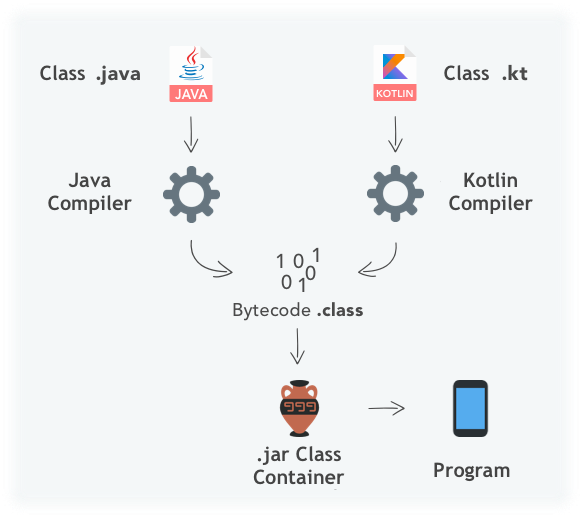 Class .java
JAVA
Class .kt
KOTLIN
Java
Compiler
Kotlin
Compiler
1 0 1
0 1 0
Bytecode .class
.jar Class
Container
Program